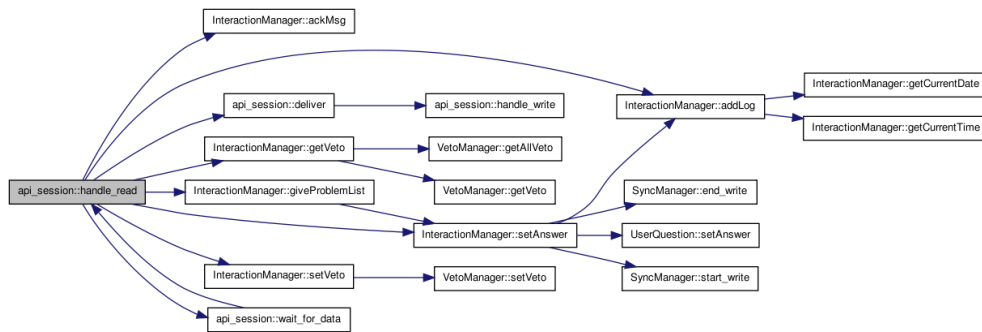 InteractionManager::ackMsg
InteractionManager::getCurrentDate
api_session::deliver
api_session::handle_write
InteractionManager::addLog
InteractionManager::getCurrentTime
InteractionManager::getVeto
VetoManager::getAllVeto
api_session::handle_read
InteractionManager::giveProblemList
VetoManager::getVeto
SyncManager::end_write
InteractionManager::setAnswer
UserQuestion::setAnswer
InteractionManager::setVeto
VetoManager::setVeto
SyncManager::start_write
api_session::wait_for_data